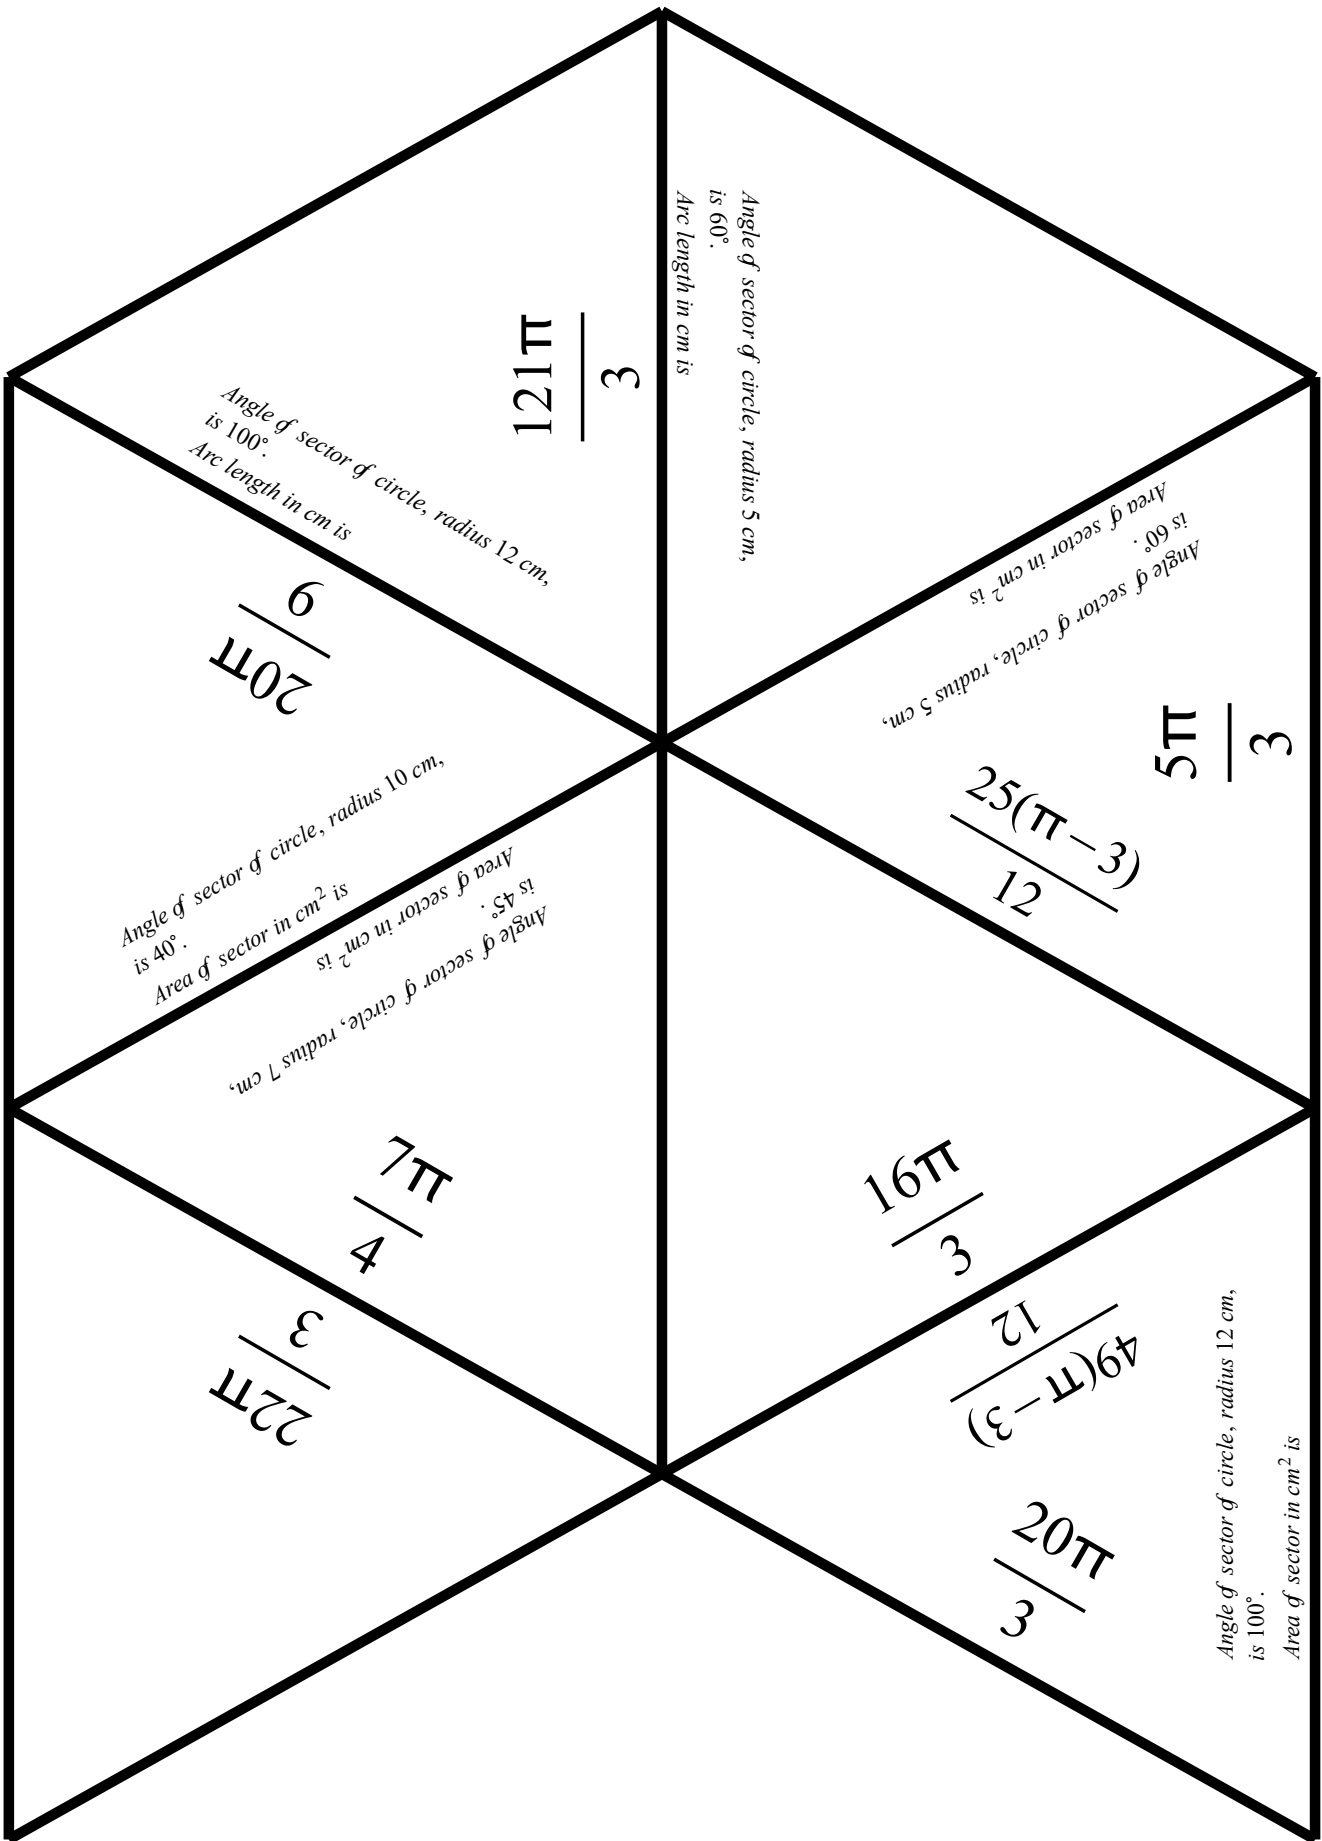 121π
3
Angle of sector of circle, radius 12 cm,
is 100°.
Arc length in cm is
Angle of sector of circle, radius 5 cm,
is 60°.
Arc length in cm is
20π
9
Angle of sector of circle, radius 10 cm,
is 40°.
Area of sector in cm² is
Angle of sector of circle, radius 5 cm,
is 60°.
Area of sector in cm² is
5π
3
25(π−3)
12
Angle of sector of circle, radius 7 cm,
is 45°.
Area of sector in cm² is
7π
4
16π
3
22π
3
49(π−3)
12
20π
3
Angle of sector of circle, radius 12 cm,
is 100°.
Area of sector in cm² is